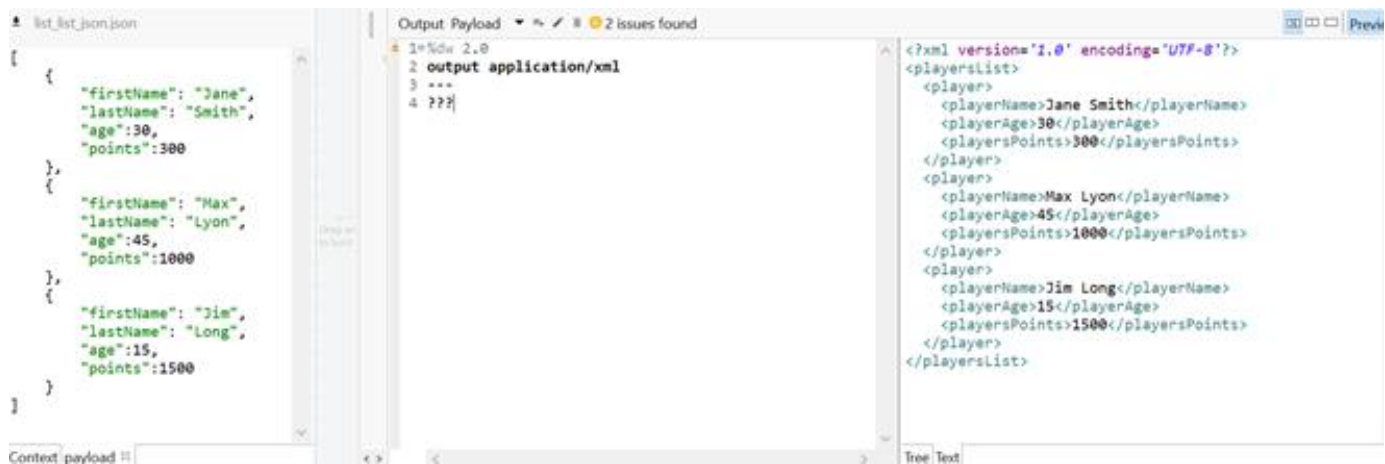 list_list_json.json
[
{
"firstName": "Jane",
"lastName": "Smith",
"age":30,
"points":300
},
{
"firstName": "Max",
"lastName": "Lyon",
"age":45,
"points":1000
},
{
"firstName": "Jim",
"lastName": "Long",
"age":15,
"points":1500
}
]
Context payload
Output Payload 2 issues found
1 %dw 2.0
2 output application/xml
3 ---
4 ???
<?xml version='1.0' encoding='UTF-8'?>
<playersList>
<player>
<playerName>Jane Smith</playerName>
<playerAge>30</playerAge>
<playersPoints>300</playersPoints>
</player>
<player>
<playerName>Max Lyon</playerName>
<playerAge>45</playerAge>
<playersPoints>1000</playersPoints>
</player>
<player>
<playerName>Jim Long</playerName>
<playerAge>15</playerAge>
<playersPoints>1500</playersPoints>
</player>
</playersList>
Tree Text